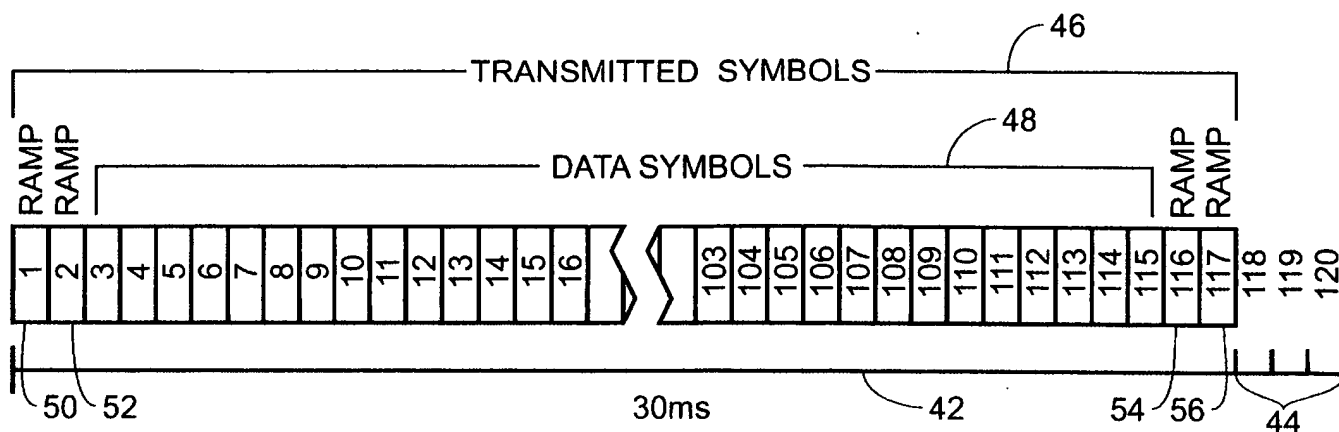 46
TRANSMITTED SYMBOLS
48
DATA SYMBOLS
RAMP RAMP RAMP RAMP
1 2 3 4 5 6 7 8 9 10 11 12 13 14 15 16 103 104 105 106 107 108 109 110 111 112 113 114 115 116 117 118 119 120
50 52 30ms 42 54 56 44